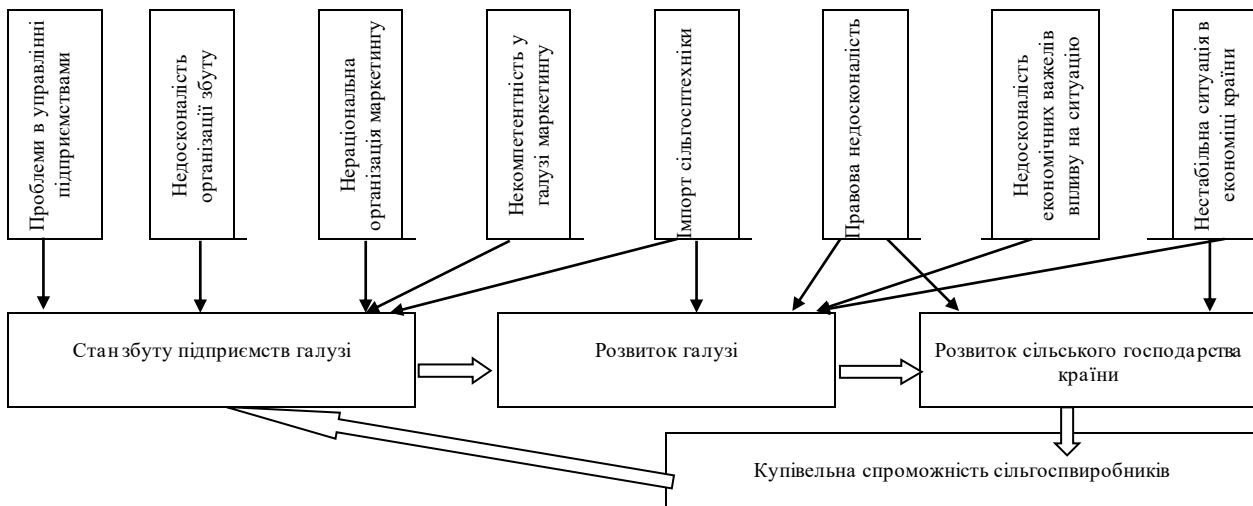 Проблеми в управлінні
підприємствами
Недосконалість
організації збуту
Нераціональна
організація маркетингу
Некомпетентність у
галузі маркетингу
Імпорт сільгосптехніки
Правова недосконалість
Недосконалість
економічних важелів
впливу на ситуацію
Нестабільна ситуація в
економіці країни
Стан збуту підприємств галузі
Розвиток галузі
Розвиток сільського господарства
країни
Купівельна спроможність сільгоспвиробників